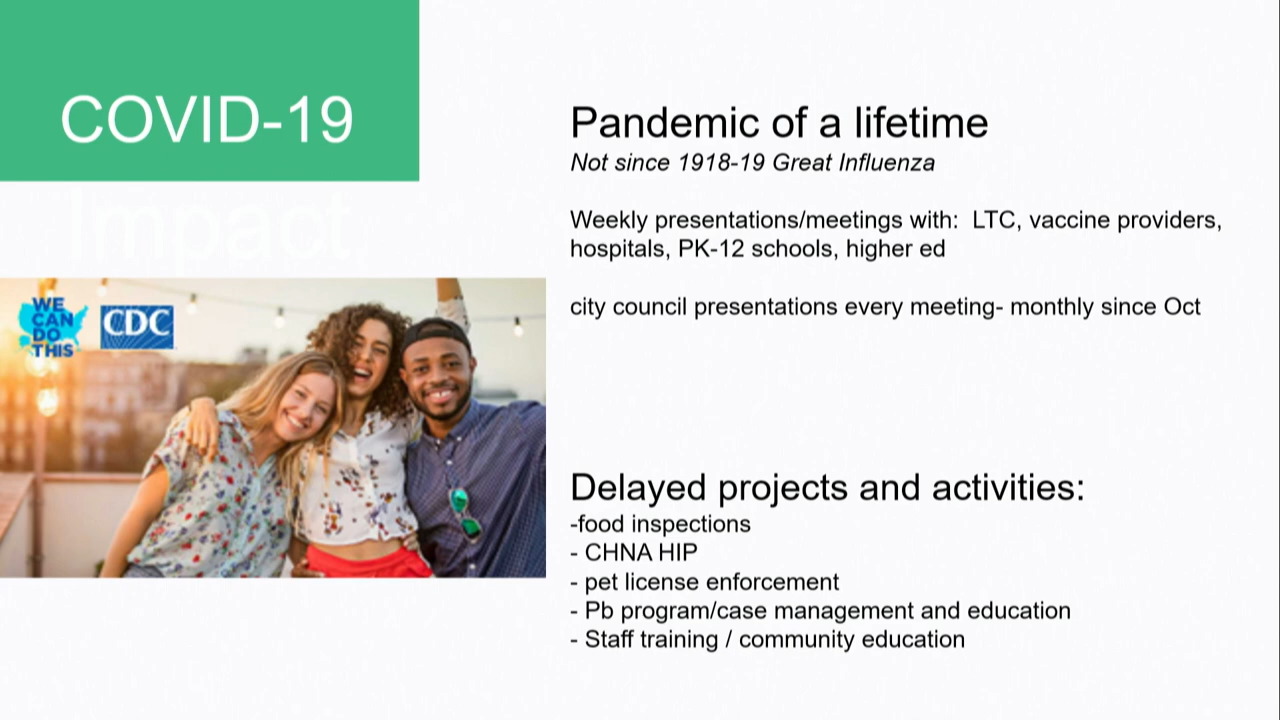 COVID-19
Impact
WE
CAN
DO
THIS
CDC
Pandemic of a lifetime
Not since 1918-19 Great Influenza
Weekly presentations/meetings with:  LTC, vaccine providers,
hospitals, PK-12 schools, higher ed
city council presentations every meeting- monthly since Oct
Delayed projects and activities:
-food inspections
- CHNA HIP
- pet license enforcement
- Pb program/case management and education
- Staff training / community education